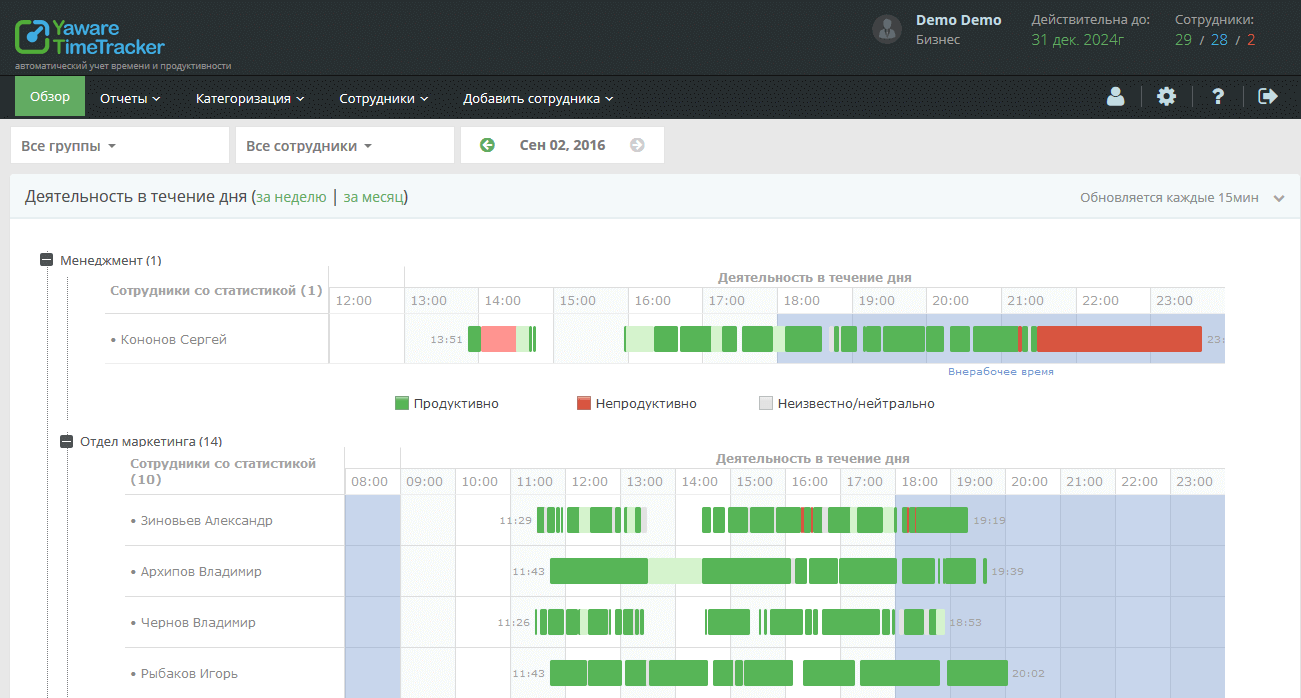 Yaware
TimeTracker
автоматический учет времени и продуктивности
Demo Demo
Бизнес
Действительна до:
31 дек. 2024г
Сотрудники:
29 / 28 / 2
Обзор
Отчеты
Категоризация
Сотрудники
Добавить сотрудника
?
Все группы
Все сотрудники
Сен 02, 2016
Деятельность в течение дня (за неделю | за месяц)
Обновляется каждые 15мин
Менеджмент (1)
Сотрудники со статистикой (1)
Деятельность в течение дня
12:00 13:00 14:00 15:00 16:00 17:00 18:00 19:00 20:00 21:00 22:00 23:00
• Кононов Сергей
13:51
23:
Внерабочее время
Продуктивно
Непродуктивно
Неизвестно/нейтрально
Отдел маркетинга (14)
Сотрудники со статистикой
(10)
Деятельность в течение дня
08:00 09:00 10:00 11:00 12:00 13:00 14:00 15:00 16:00 17:00 18:00 19:00 20:00 21:00 22:00 23:00
• Зиновьев Александр
11:29
19:19
• Архипов Владимир
11:43
19:39
• Чернов Владимир
11:26
18:53
• Рыбаков Игорь
11:43
20:02